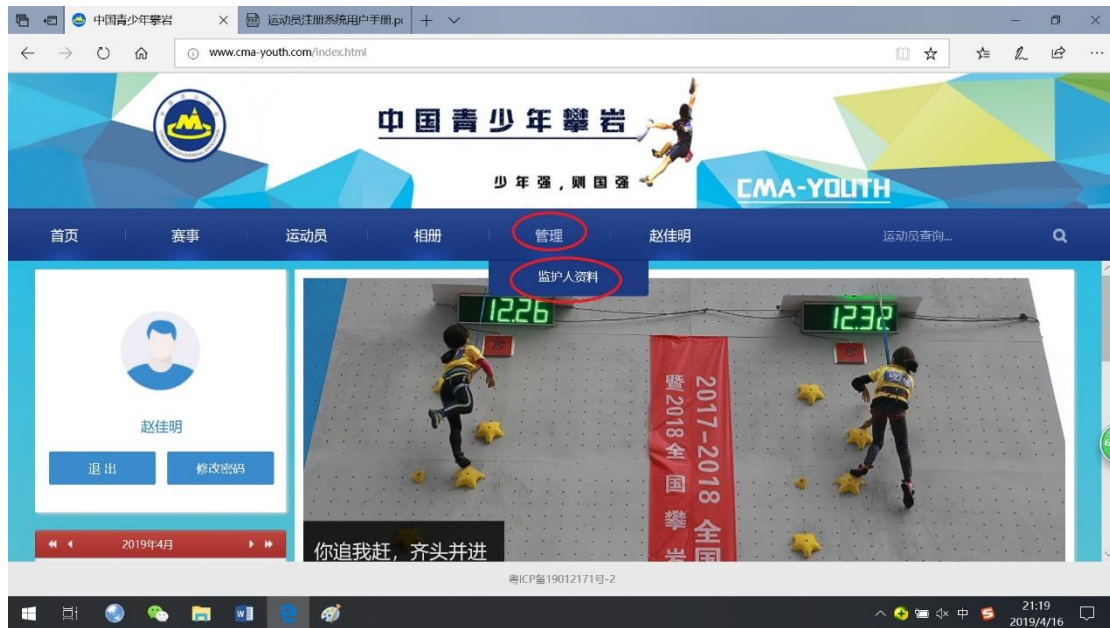 中国青少年攀岩
运动员注册系统用户手册.p
www.cma-youth.com/index.html
中国青少年攀岩
少年强,则国强
CMA-YOUTH
首页 赛事 运动员 相册 管理 赵佳明 运动员查询...
监护人资料
12.26
12.32
2017-2018 全国
暨2018全国攀岩
赵佳明
退出 修改密码
2019年4月
你追我赶，齐头并进
粤ICP备19012171号-2
中
21:19
2019/4/16